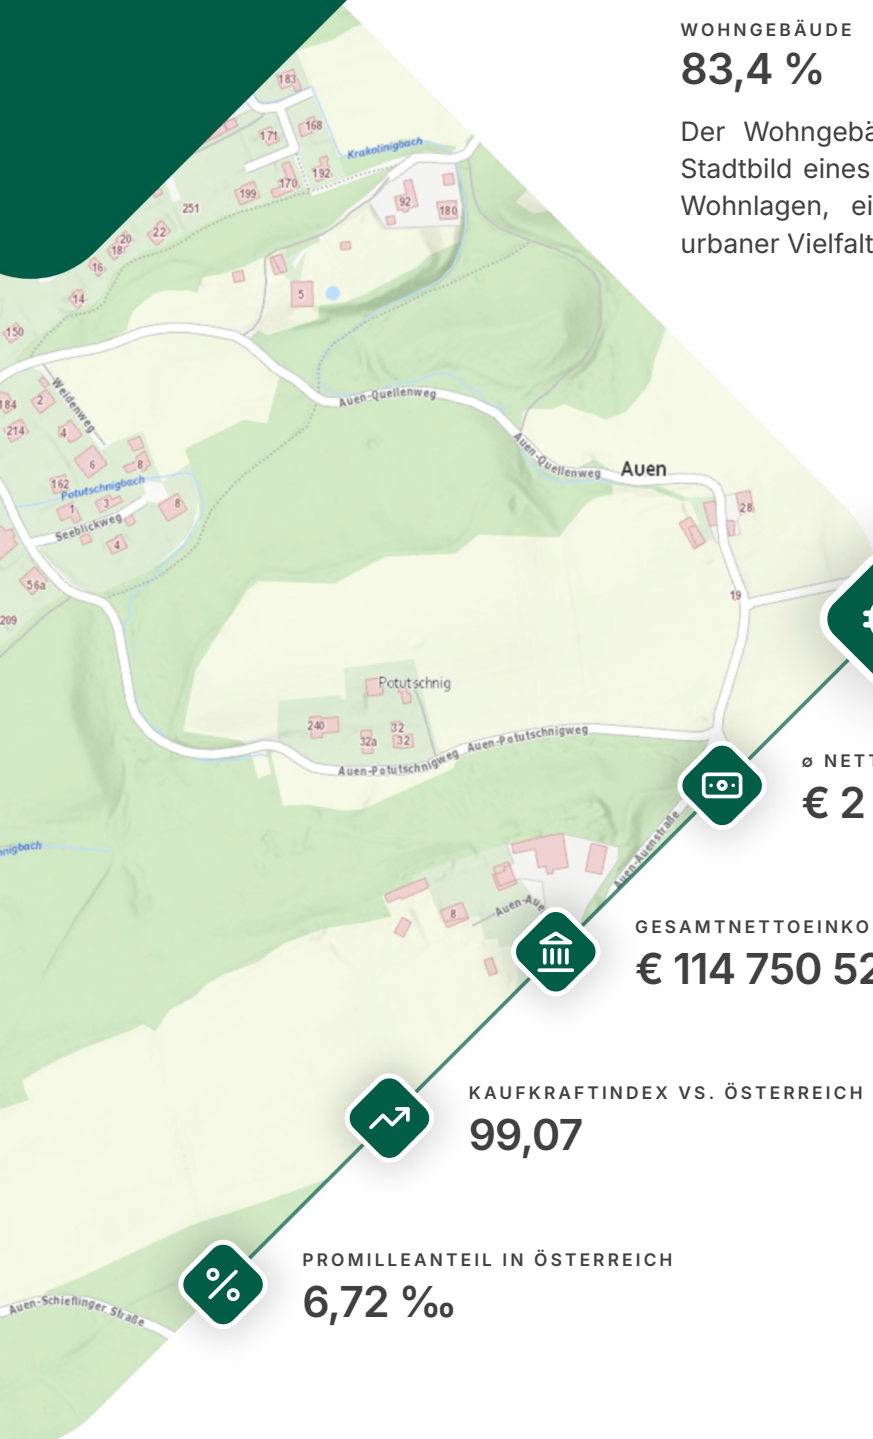 WOHNGEBÄUDE
83,4 %
Der Wohngebä
Stadtbild eines
Wohnlagen, ei
urbaner Vielfalt
183
171
168
Krakolinigbach
192
170
199
92
180
251
22
20
18
16
14
5
150
Weidenweg
184
2
214
4
Auen-Quellenweg
Auen-Quellenweg
Auen
6
8
162
Potutschnigbach
1
3
8
Seeblickweg
4
28
56a
19
209
Potutschnig
240
32
32a
32
Auen-Potutschnigweg
Auen-Potutschnigweg
ø NETT
€ 2
Auen-Auenstraße
nigbach
8
Auen-Aue
GESAMTNETTOEINKO
€ 114 750 52
KAUFKRAFTINDEX VS. ÖSTERREICH
99,07
PROMILLEANTEIL IN ÖSTERREICH
6,72 ‰
Auen-Schieflinger Straße